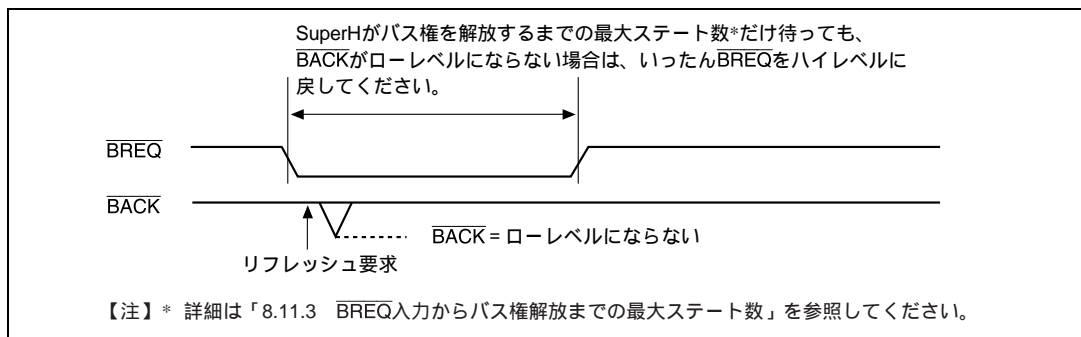 SuperHがバス権を解放するまでの最大ステート数*だけ待っても、
BACKがローレベルにならない場合は、いったんBREQをハイレベルに
戻してください。
BREQ
BACK
BACK = ローレベルにならない
リフレッシュ要求
【注】* 詳細は「8.11.3 BREQ入力からバス権解放までの最大ステート数」を参照してください。